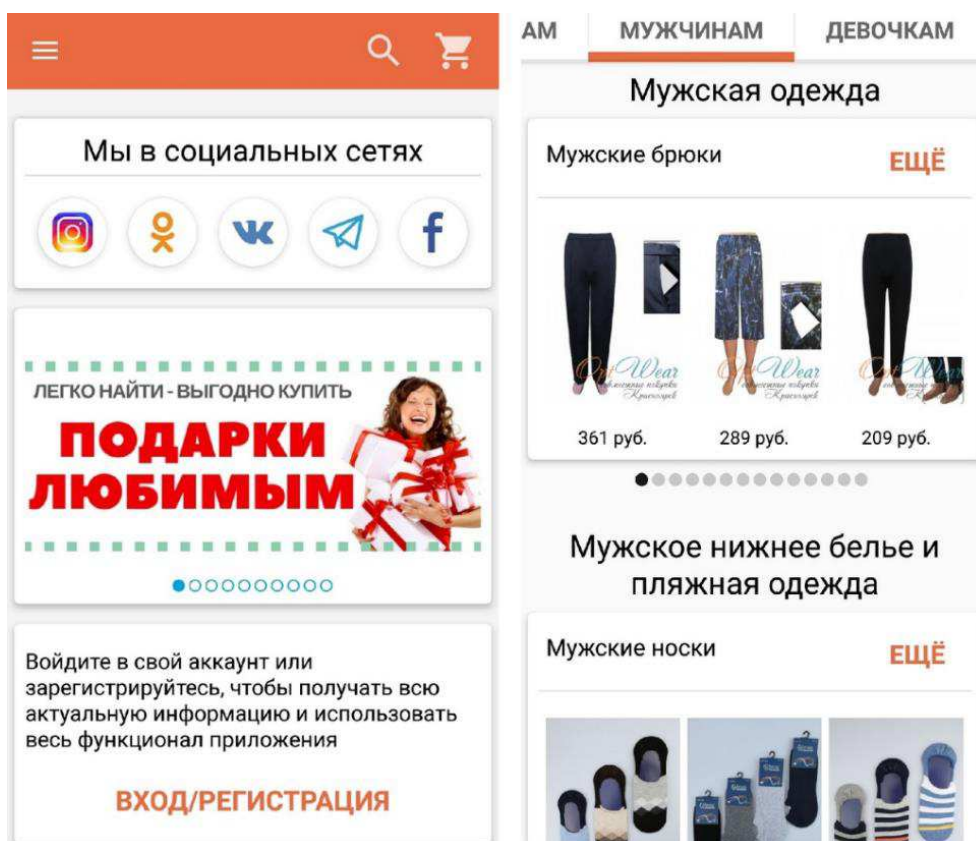 Мы в социальных сетях
ЛЕГКО НАЙТИ - ВЫГОДНО КУПИТЬ
ПОДАРКИ
ЛЮБИМЫМ
Войдите в свой аккаунт или
зарегистрируйтесь, чтобы получать всю
актуальную информацию и использовать
весь функционал приложения
ВХОД/РЕГИСТРАЦИЯ
АМ МУЖЧИНАМ ДЕВОЧКАМ
Мужская одежда
Мужские брюки ЕЩЁ
361 руб. 289 руб. 209 руб.
Мужское нижнее белье и
пляжная одежда
Мужские носки ЕЩЁ